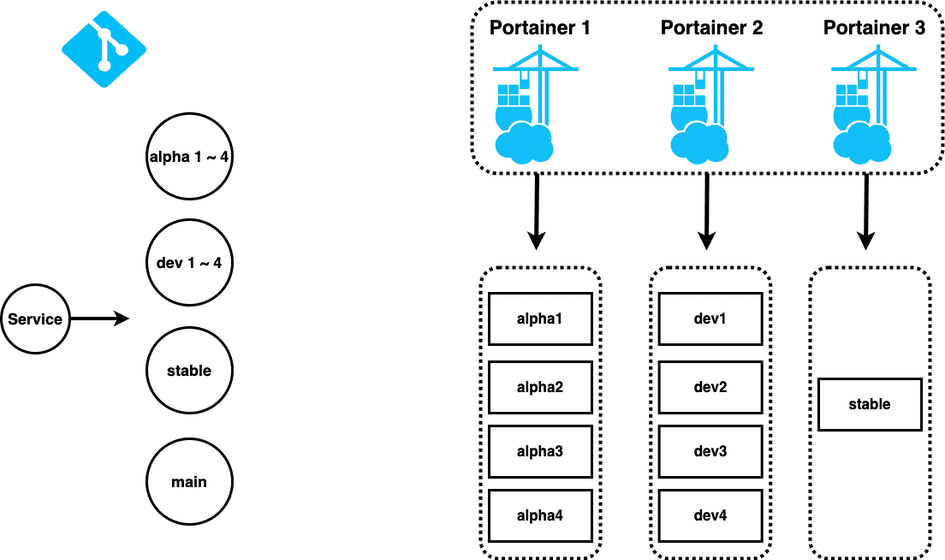 Portainer 1
Portainer 2
Portainer 3
alpha 1 ~ 4
dev 1 ~ 4
Service
stable
main
alpha1
alpha2
alpha3
alpha4
dev1
dev2
dev3
dev4
stable